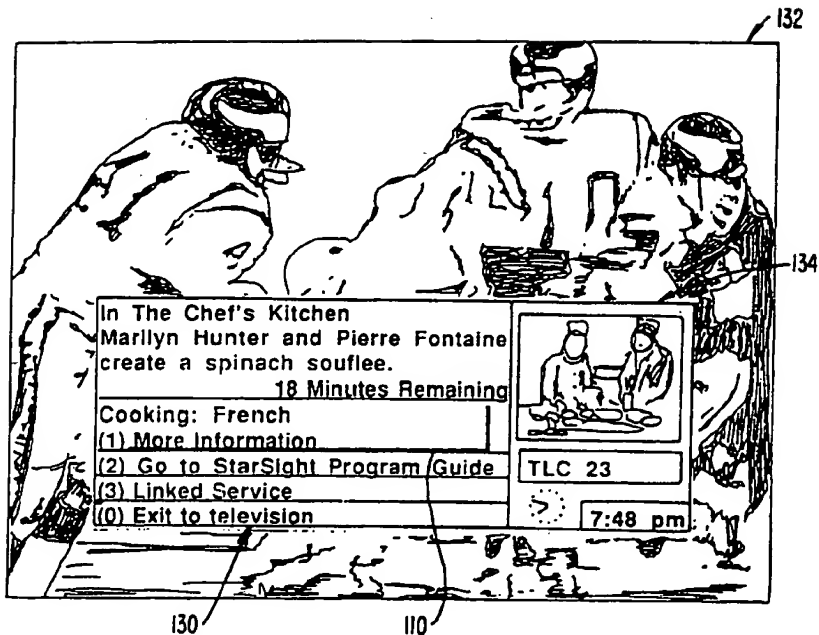 132
134
In The Chef's Kitchen
Marilyn Hunter and Pierre Fontaine
create a spinach souflee.
18 Minutes Remaining
Cooking: French
(1) More Information
(2) Go to StarSight Program Guide
(3) Linked Service
(0) Exit to television
TLC 23
7:48 pm
130
110